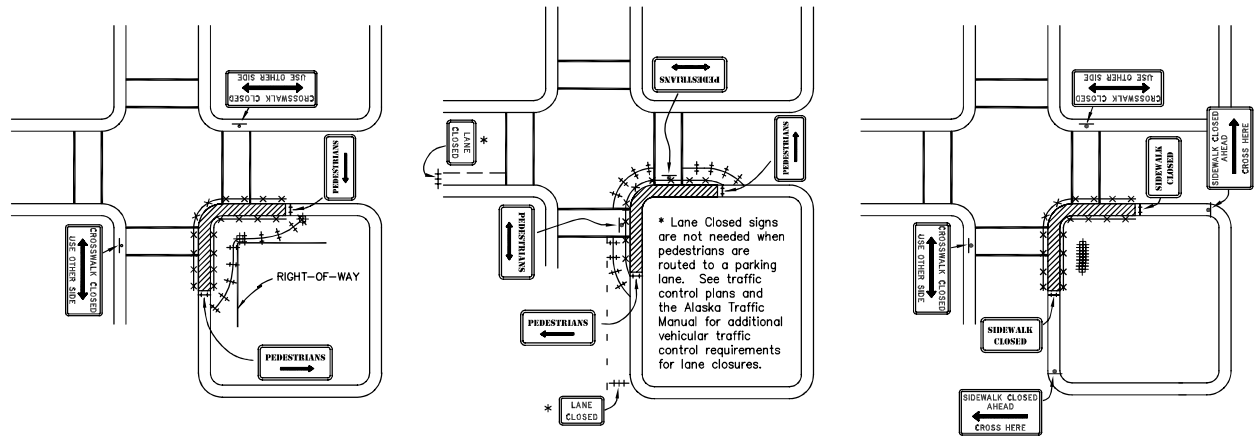 CROSSWALK CLOSED
USE OTHER SIDE
PEDESTRIANS
CROSSWALK CLOSED
USE OTHER SIDE
RIGHT-OF-WAY
PEDESTRIANS
PEDESTRIANS
LANE
CLOSED
*
PEDESTRIANS
PEDESTRIANS
* Lane Closed signs
are not needed when
pedestrians are
routed to a parking
lane. See traffic
control plans and
the Alaska Traffic
Manual for additional
vehicular traffic
control requirements
for lane closures.
PEDESTRIANS
*
LANE
CLOSED
CROSSWALK CLOSED
USE OTHER SIDE
SIDEWALK CLOSED
AHEAD
CROSS HERE
SIDEWALK
CLOSED
CROSSWALK CLOSED
USE OTHER SIDE
SIDEWALK
CLOSED
SIDEWALK CLOSED
AHEAD
CROSS HERE